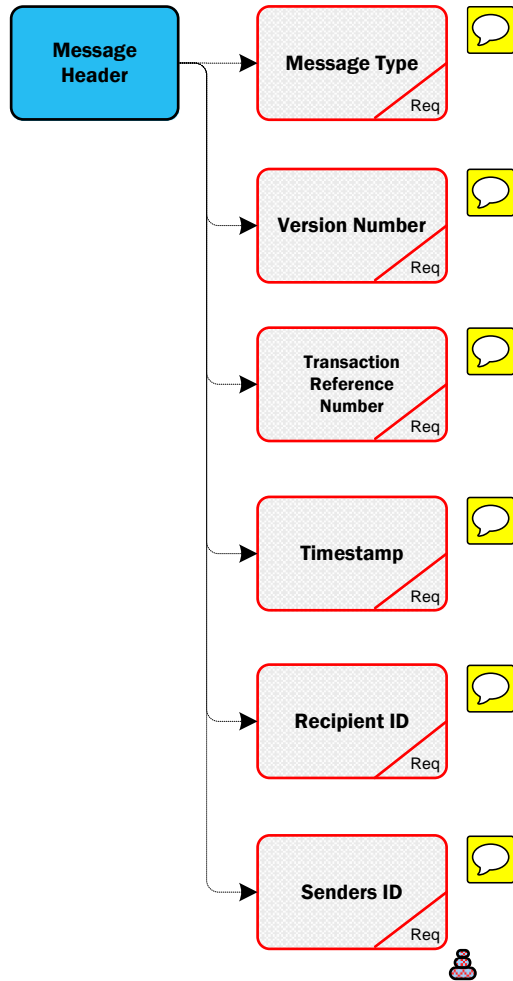 Message
Header
Message Type
Req
Version Number
Req
Transaction
Reference
Number
Req
Timestamp
Req
Recipient ID
Req
Senders ID
Req